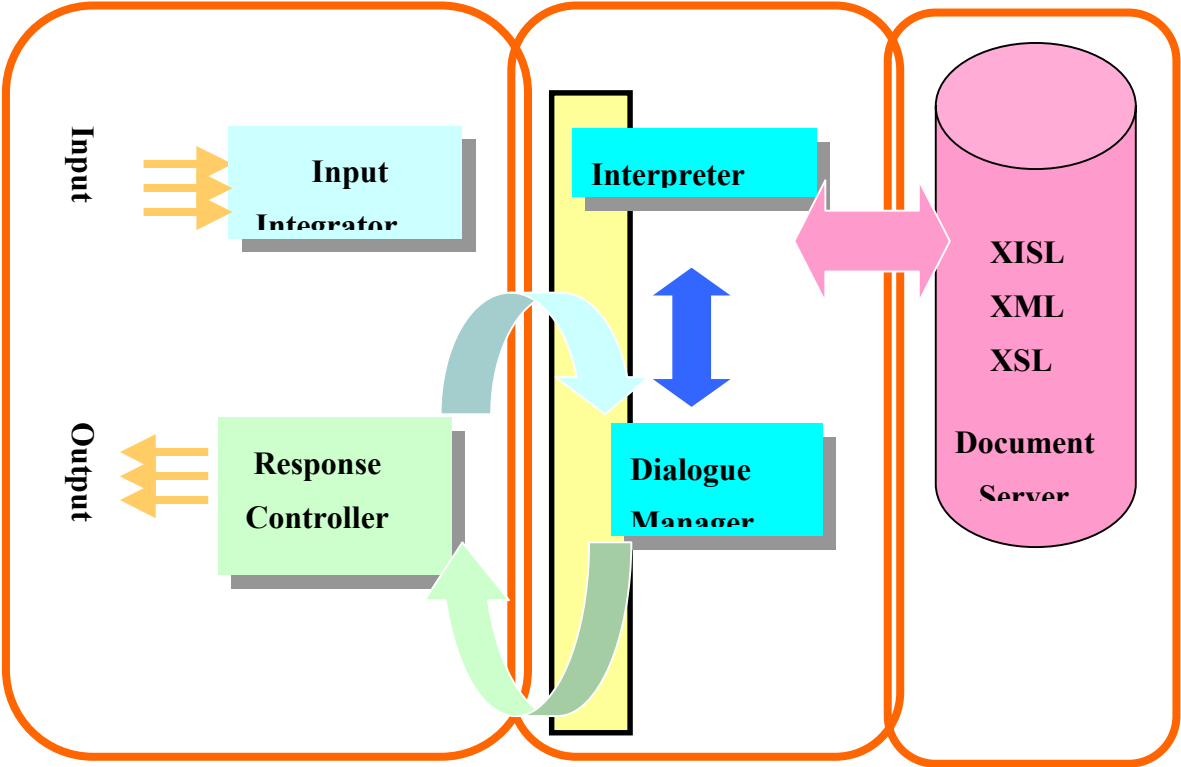 Input
Input
Integrator
Interpreter
XISL
XML
XSL
Document
Server
Output
Response
Controller
Dialogue
Manager